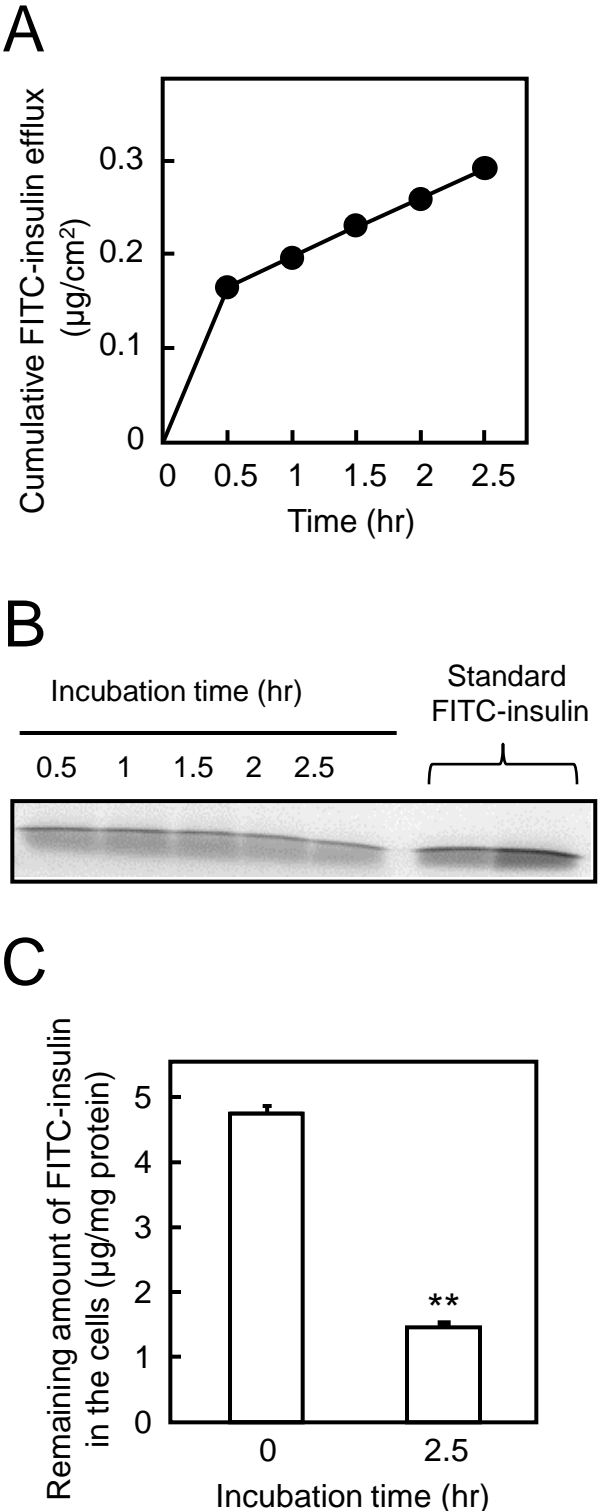 A
Cumulative FITC-insulin efflux
(µg/cm²)
0.3
0.2
0.1
0
0 0.5 1 1.5 2 2.5
Time (hr)
B
Incubation time (hr)
Standard
FITC-insulin
0.5 1 1.5 2 2.5
C
Remaining amount of FITC-insulin
in the cells (µg/mg protein)
5
4
3
2
1
0
**
0 2.5
Incubation time (hr)